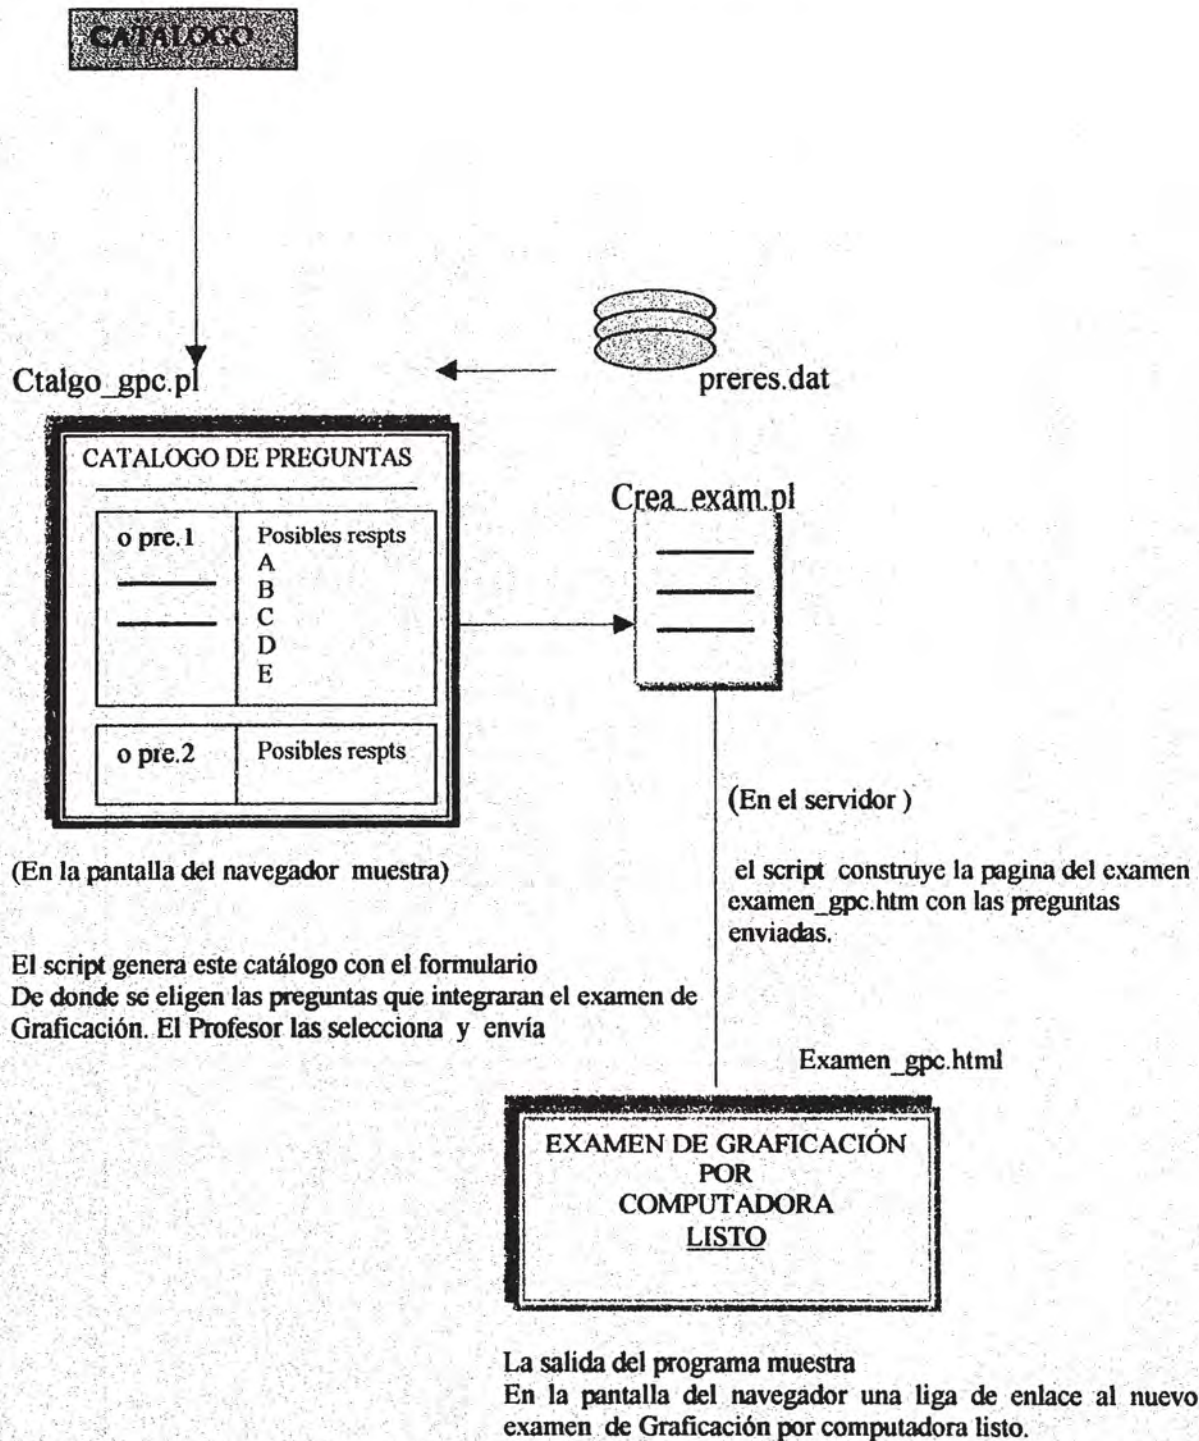 CATALOGO
Ctalgo_gpc.pl
preres.dat
CATALOGO DE PREGUNTAS
o pre.1
Posibles respts
A
B
C
D
E
o pre.2
Posibles respts
Crea_exam.pl
(En la pantalla del navegador muestra)
El script genera este catálogo con el formulario
De donde se eligen las preguntas que integraran el examen de
Graficación. El Profesor las selecciona y envía
(En el servidor )
el script construye la pagina del examen
examen_gpc.htm con las preguntas
enviadas.
Examen_gpc.html
EXAMEN DE GRAFICACIÓN
POR
COMPUTADORA
LISTO
La salida del programa muestra
En la pantalla del navegador una liga de enlace al nuevo
examen de Graficación por computadora listo.